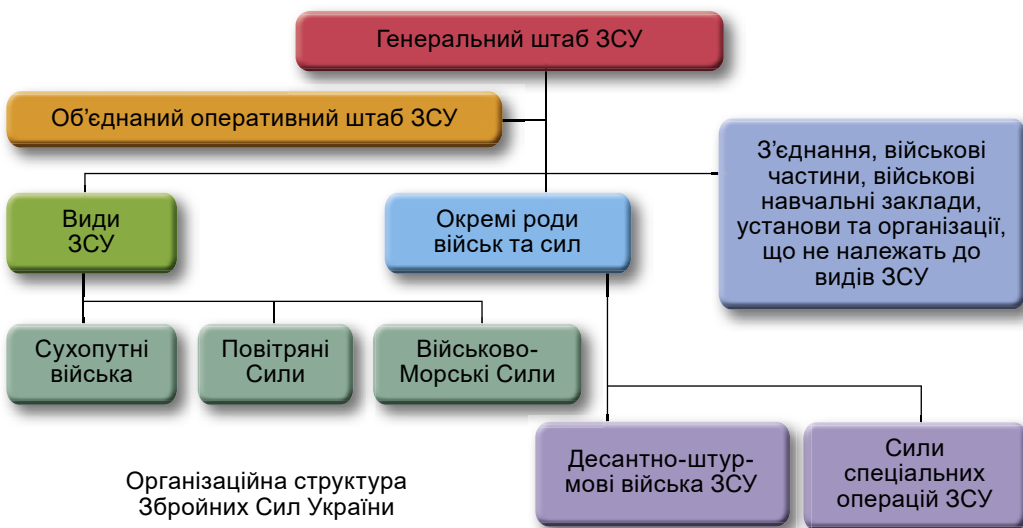 Генеральний штаб ЗСУ
Об’єднаний оперативний штаб ЗСУ
З’єднання, військові
частини, військові
навчальні заклади,
установи та організації,
що не належать до
видів ЗСУ
Види
ЗСУ
Окремі роди
військ та сил
Сухопутні
війська
Повітряні
Сили
Військово-
Морські Сили
Десантно-штур-
мові війська ЗСУ
Сили
спеціальних
операцій ЗСУ
Організаційна структура
Збройних Сил України